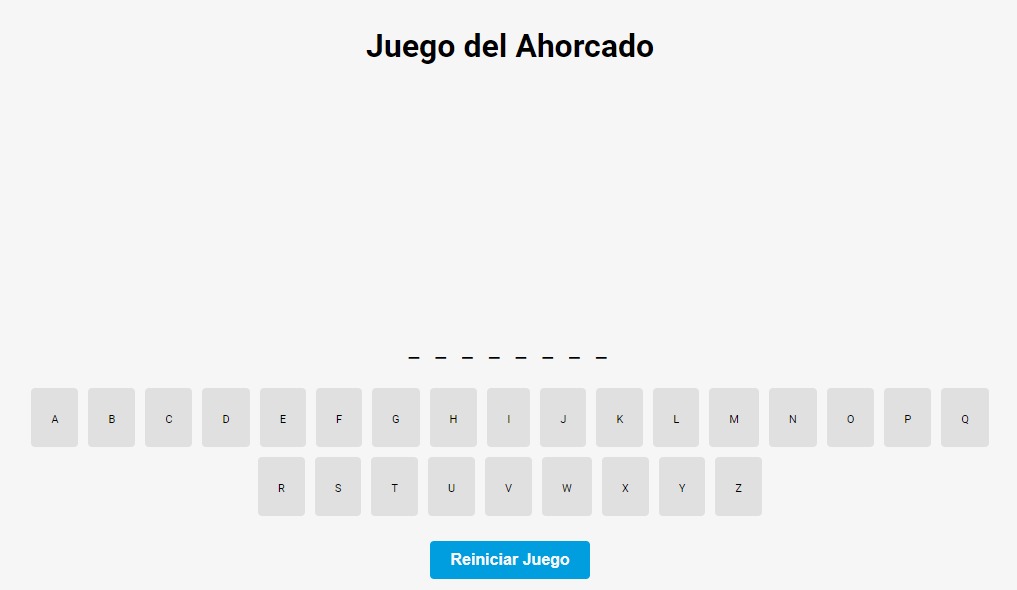 Juego del Ahorcado
_ _ _ _ _ _ _ _
A B C D E F G H I J K L M N O P Q
R S T U V W X Y Z
Reiniciar Juego